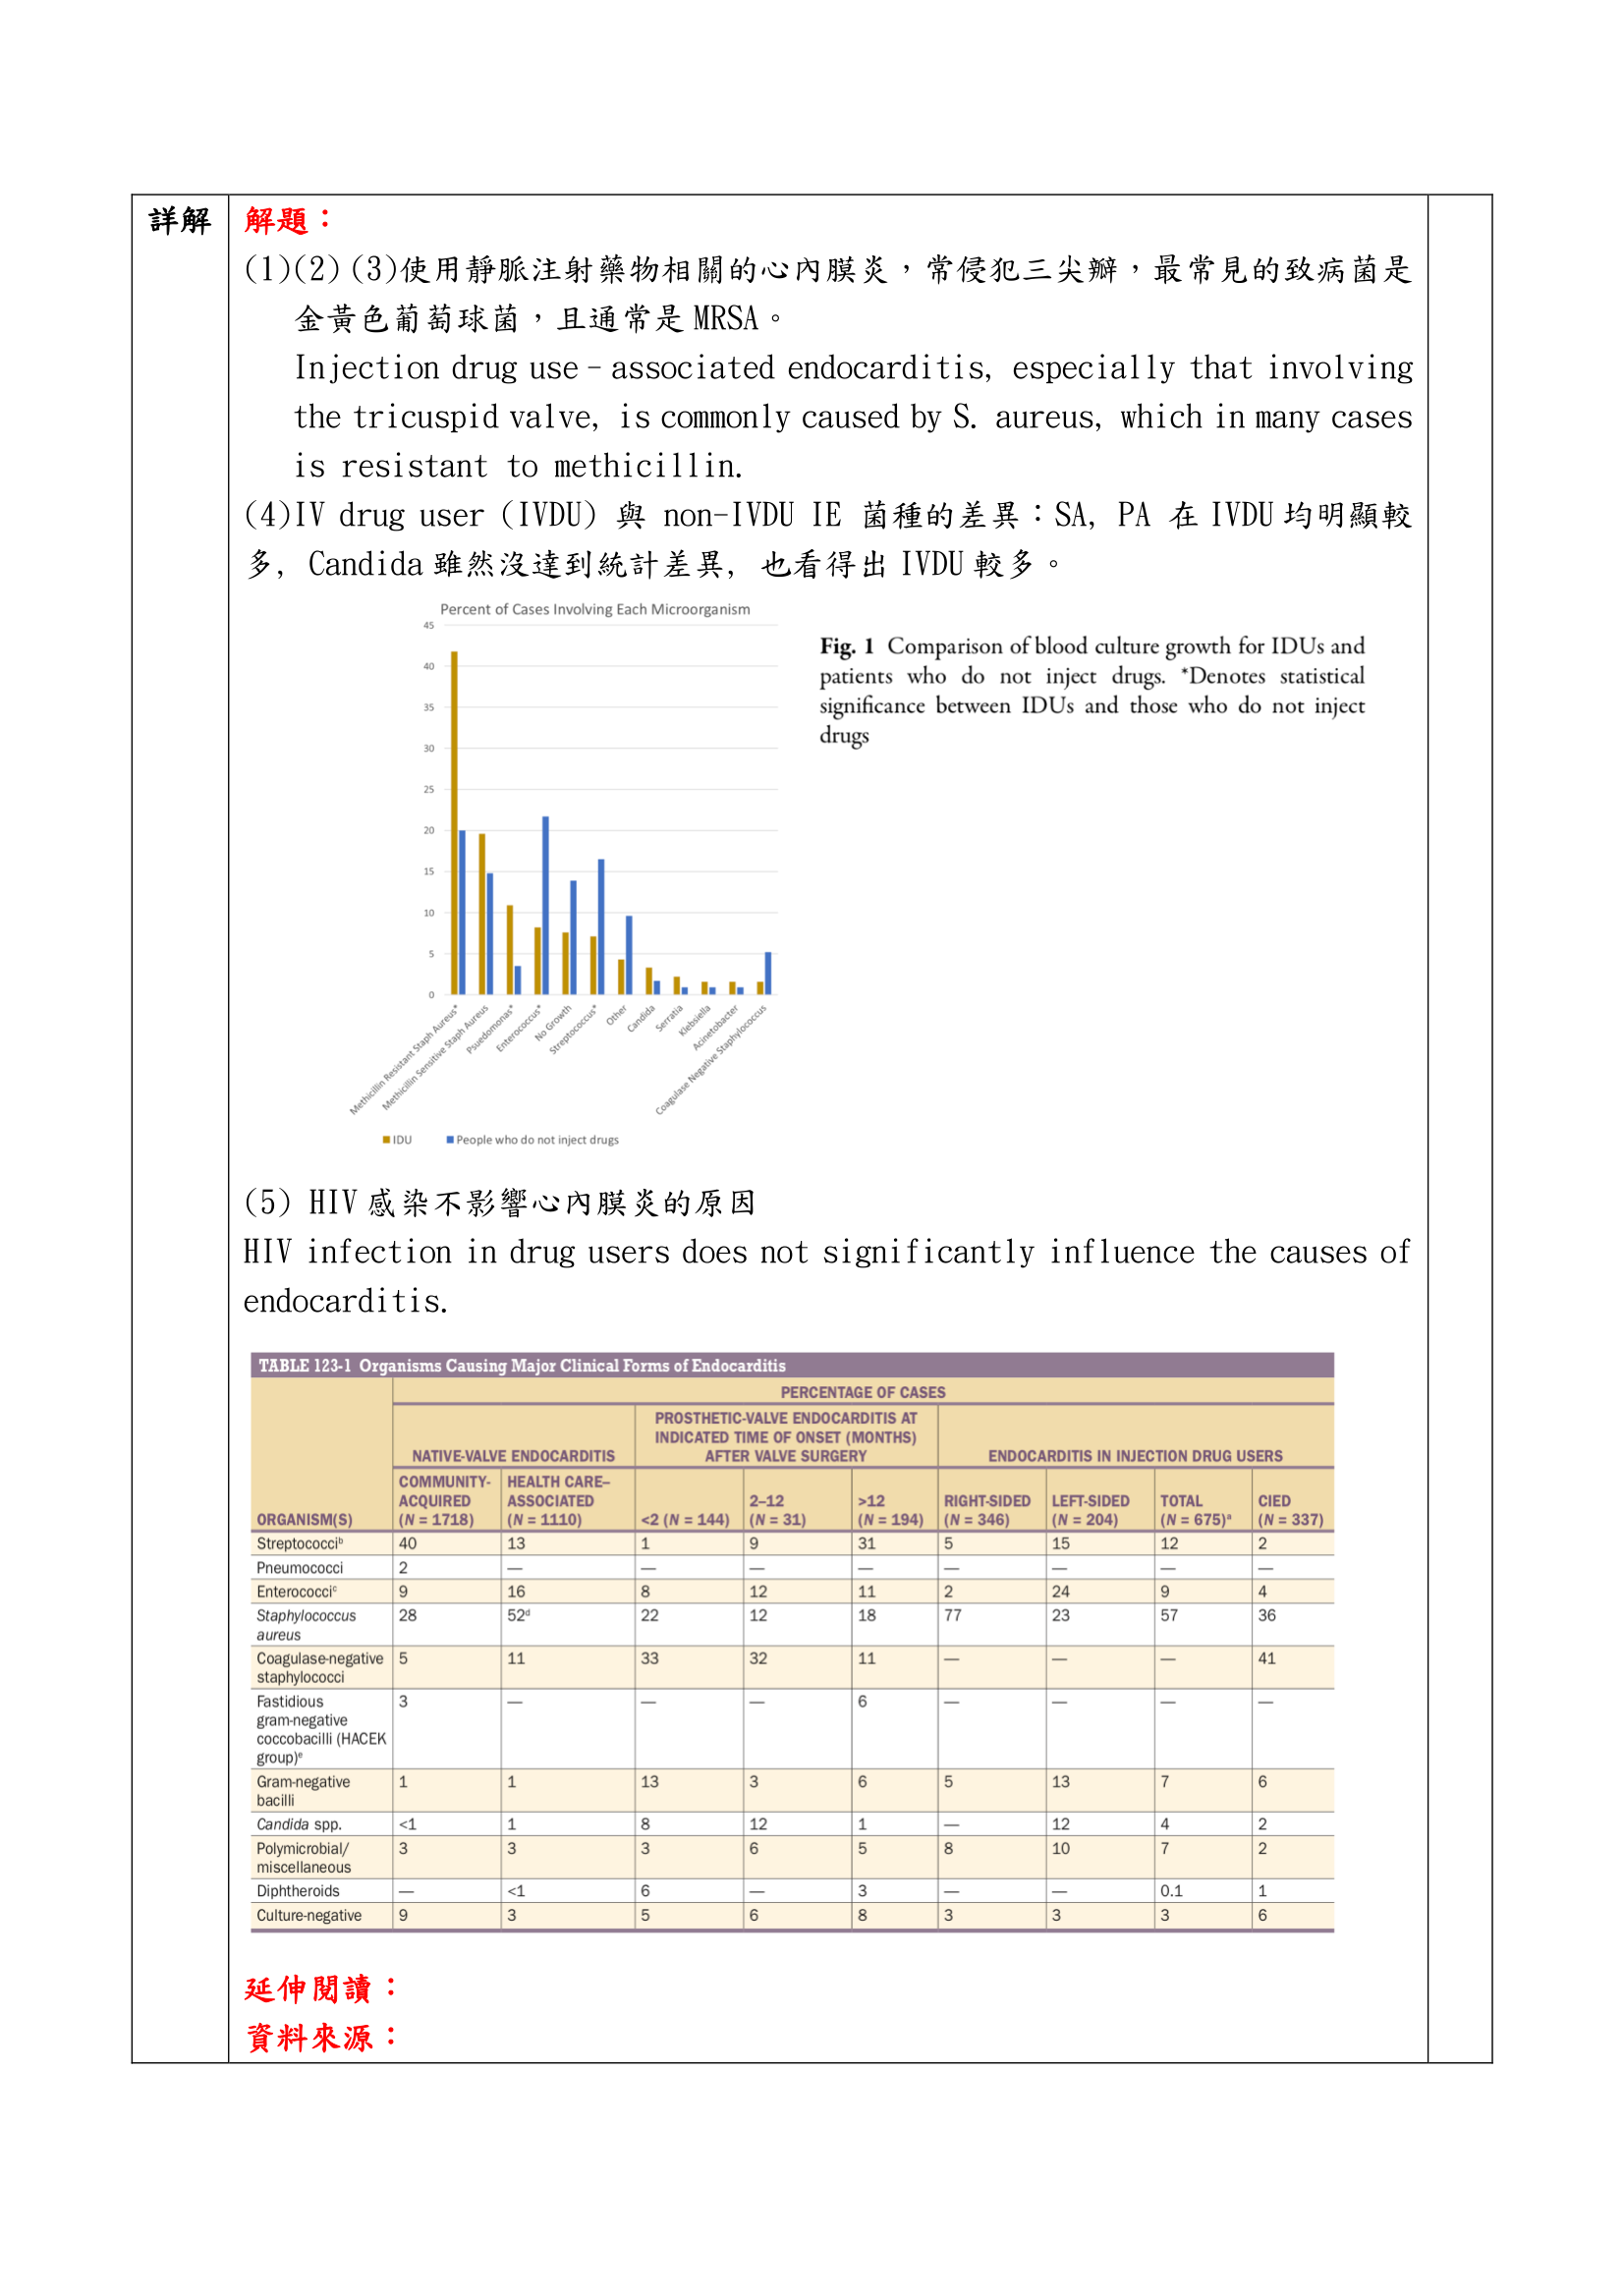 詳解
解題：
(1)(2)(3)使用靜脈注射藥物相關的心內膜炎，常侵犯三尖瓣，最常見的致病菌是
金黃色葡萄球菌，且通常是 MRSA。
Injection drug use–associated endocarditis, especially that involving
the tricuspid valve, is commonly caused by S. aureus, which in many cases
is resistant to methicillin.
(4)IV drug user (IVDU) 與 non-IVDU IE 菌種的差異：SA, PA 在 IVDU 均明顯較
多, Candida 雖然沒達到統計差異, 也看得出 IVDU 較多。
Percent of Cases Involving Each Microorganism
45
40
35
30
25
20
15
10
5
0
Methicillin Resistant Staph Aureus*
Methicillin Sensitive Staph Aureus
Psuedomonas*
Enterococcus*
No Growth
Streptococcus*
Other
Candida
Serratia
Klebsiella
Acinetobacter
Coagulase Negative Staphylococcus
IDU People who do not inject drugs
Fig. 1 Comparison of blood culture growth for IDUs and
patients who do not inject drugs. *Denotes statistical
significance between IDUs and those who do not inject
drugs
(5) HIV 感染不影響心內膜炎的原因
HIV infection in drug users does not significantly influence the causes of
endocarditis.
TABLE 123-1 Organisms Causing Major Clinical Forms of Endocarditis
PERCENTAGE OF CASES
NATIVE-VALVE ENDOCARDITIS
PROSTHETIC-VALVE ENDOCARDITIS AT
INDICATED TIME OF ONSET (MONTHS)
AFTER VALVE SURGERY
ENDOCARDITIS IN INJECTION DRUG USERS
ORGANISM(S)
COMMUNITY-
ACQUIRED
(N = 1718)
HEALTH CARE–
ASSOCIATED
(N = 1110)
<2 (N = 144)
2–12
(N = 31)
>12
(N = 194)
RIGHT-SIDED
(N = 346)
LEFT-SIDED
(N = 204)
TOTAL
(N = 675)ᵃ
CIED
(N = 337)
Streptococciᵇ 40 13 1 9 31 5 15 12 2
Pneumococci 2 — — — — — — — —
Enterococciᶜ 9 16 8 12 11 2 24 9 4
Staphylococcus 28 52ᵈ 22 12 18 77 23 57 36
aureus
Coagulase-negative 5 11 33 32 11 — — — 41
staphylococci
Fastidious 3 — — — 6 — — — —
gram-negative
coccobacilli (HACEK
group)ᵉ
Gram-negative 1 1 13 3 6 5 13 7 6
bacilli
Candida spp. <1 1 8 12 1 — 12 4 2
Polymicrobial/ 3 3 3 6 5 8 10 7 2
miscellaneous
Diphtheroids — <1 6 — 3 — — 0.1 1
Culture-negative 9 3 5 6 8 3 3 3 6
延伸閱讀：
資料來源：